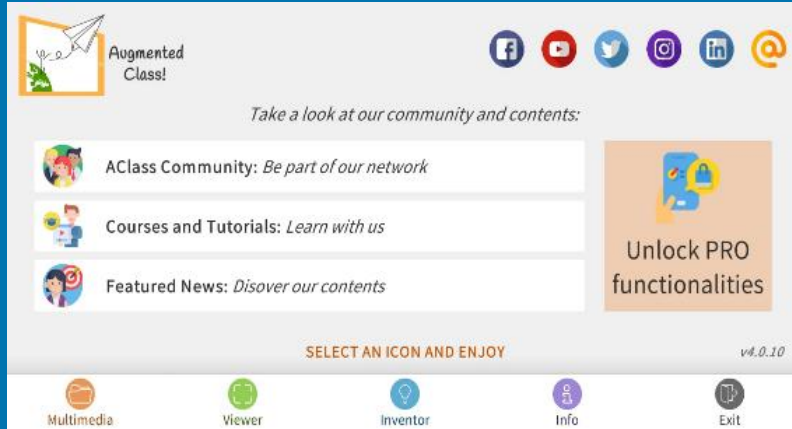 Augmented
Class!
Take a look at our community and contents:
AClass Community: Be part of our network
Courses and Tutorials: Learn with us
Featured News: Disover our contents
Unlock PRO
functionalities
SELECT AN ICON AND ENJOY
v4.0.10
Multimedia
Viewer
Inventor
Info
Exit